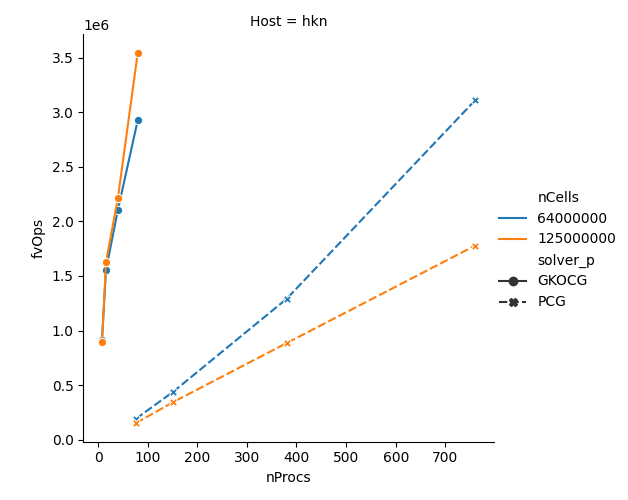 Host = hkn
1e6
3.5
3.0
2.5
2.0
1.5
1.0
0.5
0.0
fvOps
0 100 200 300 400 500 600 700
nProcs
nCells
64000000
125000000
solver_p
GKOCG
PCG